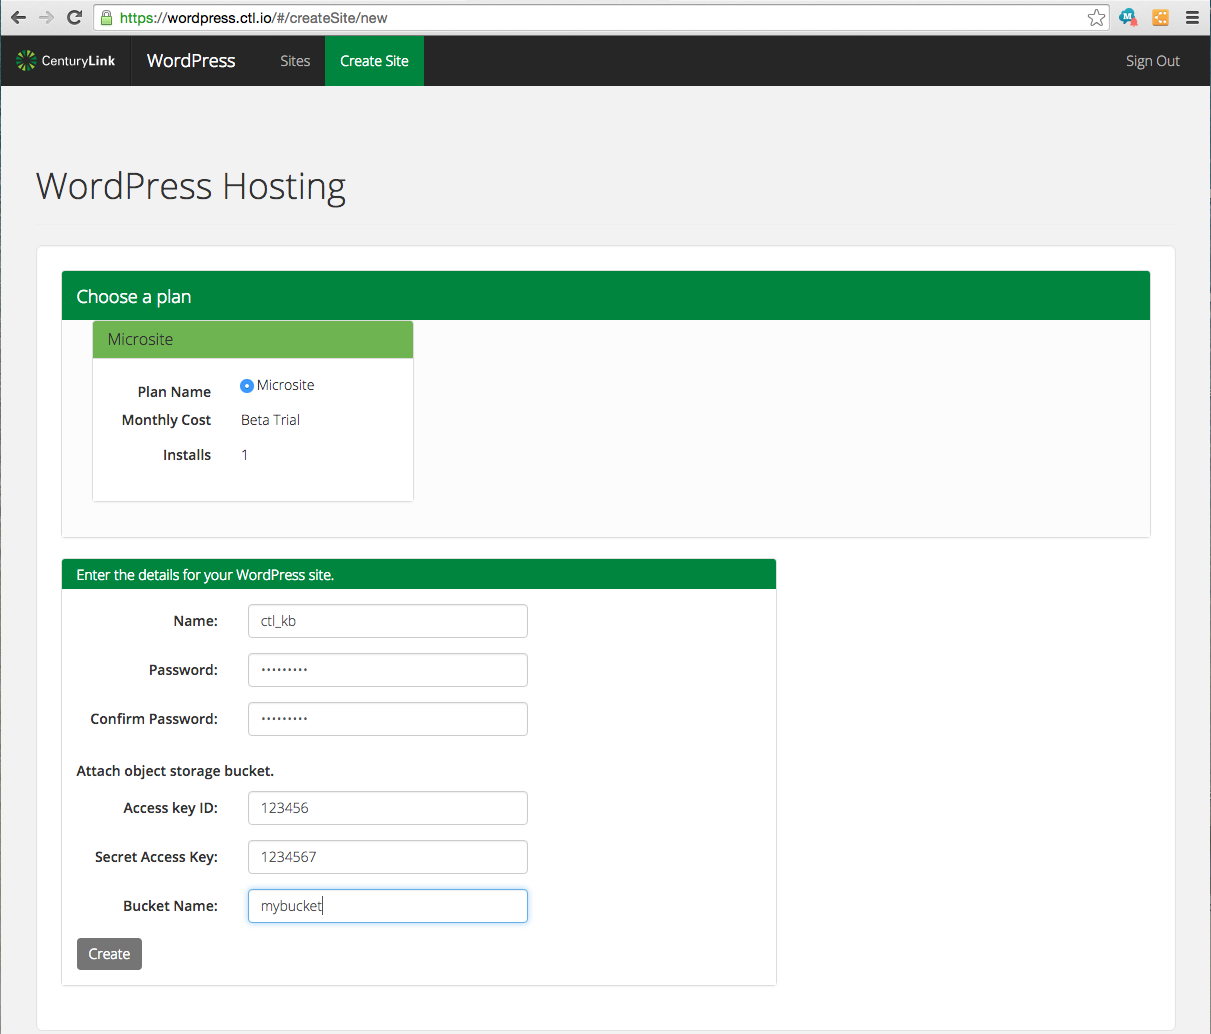 https://wordpress.ctl.io/#/createSite/new
M
CenturyLink WordPress Sites Create Site Sign Out
WordPress Hosting
Choose a plan
Microsite
Plan Name Microsite
Monthly Cost Beta Trial
Installs 1
Enter the details for your WordPress site.
Name: ctl_kb
Password: •••••••••
Confirm Password: •••••••••
Attach object storage bucket.
Access key ID: 123456
Secret Access Key: 1234567
Bucket Name: mybucket
Create